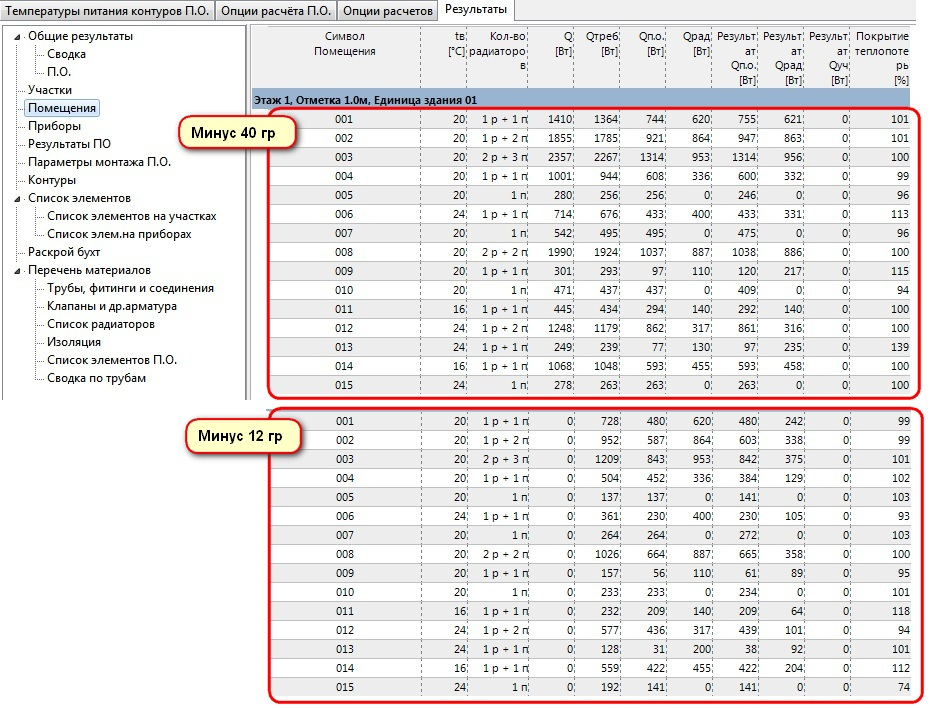 Температуры питания контуров П.О. Опции расчёта П.О. Опции расчетов Результаты
Общие результаты
Сводка
П.О.
Участки
Помещения
Приборы
Результаты ПО
Параметры монтажа П.О.
Контуры
Список элементов
Список элементов на участках
Список элем.на приборах
Раскрой бухт
Перечень материалов
Трубы, фитинги и соединения
Клапаны и др.арматура
Список радиаторов
Изоляция
Список элементов П.О.
Сводка по трубам
Символ tв Кол-во Q Qтреб Qп.о. Qрад Результ Результ Результ Покрытие
Помещения [°C] радиаторо [Вт] [Вт] [Вт] [Вт] ат ат ат теплопоте
в Qп.о. Qрад Qуч рь
[Вт] [Вт] [Вт] [%]
Этаж 1, Отметка 1.0м, Единица здания 01
Минус 40 гр
001 20 1 р + 1 п 1410 1364 744 620 755 621 0 101
002 20 1 р + 2 п 1855 1785 921 864 947 863 0 101
003 20 2 р + 3 п 2357 2267 1314 953 1314 956 0 100
004 20 1 р + 1 п 1001 944 608 336 600 332 0 99
005 20 1 п 280 256 256 0 246 0 0 96
006 24 1 р + 1 п 714 676 433 400 433 331 0 113
007 20 1 п 542 495 495 0 475 0 0 96
008 20 2 р + 2 п 1990 1924 1037 887 1038 886 0 100
009 20 1 р + 1 п 301 293 97 110 120 217 0 115
010 20 1 п 471 437 437 0 409 0 0 94
011 16 1 р + 1 п 445 434 294 140 292 140 0 100
012 24 1 р + 2 п 1248 1179 862 317 861 316 0 100
013 24 1 р + 1 п 249 239 77 130 97 235 0 139
014 16 1 р + 1 п 1068 1048 593 455 593 458 0 100
015 24 1 п 278 263 263 0 263 0 0 100
Минус 12 гр
001 20 1 р + 1 п 0 728 480 620 480 242 0 99
002 20 1 р + 2 п 0 952 587 864 603 338 0 99
003 20 2 р + 3 п 0 1209 843 953 842 375 0 101
004 20 1 р + 1 п 0 504 452 336 384 129 0 102
005 20 1 п 0 137 137 0 141 0 0 103
006 24 1 р + 1 п 0 361 230 400 230 105 0 93
007 20 1 п 0 264 264 0 272 0 0 103
008 20 2 р + 2 п 0 1026 664 887 665 358 0 100
009 20 1 р + 1 п 0 157 56 110 61 89 0 95
010 20 1 п 0 233 233 0 234 0 0 101
011 16 1 р + 1 п 0 232 209 140 209 64 0 118
012 24 1 р + 2 п 0 577 436 317 439 101 0 94
013 24 1 р + 1 п 0 128 31 200 38 92 0 101
014 16 1 р + 1 п 0 559 422 455 422 204 0 112
015 24 1 п 0 192 141 0 141 0 0 74